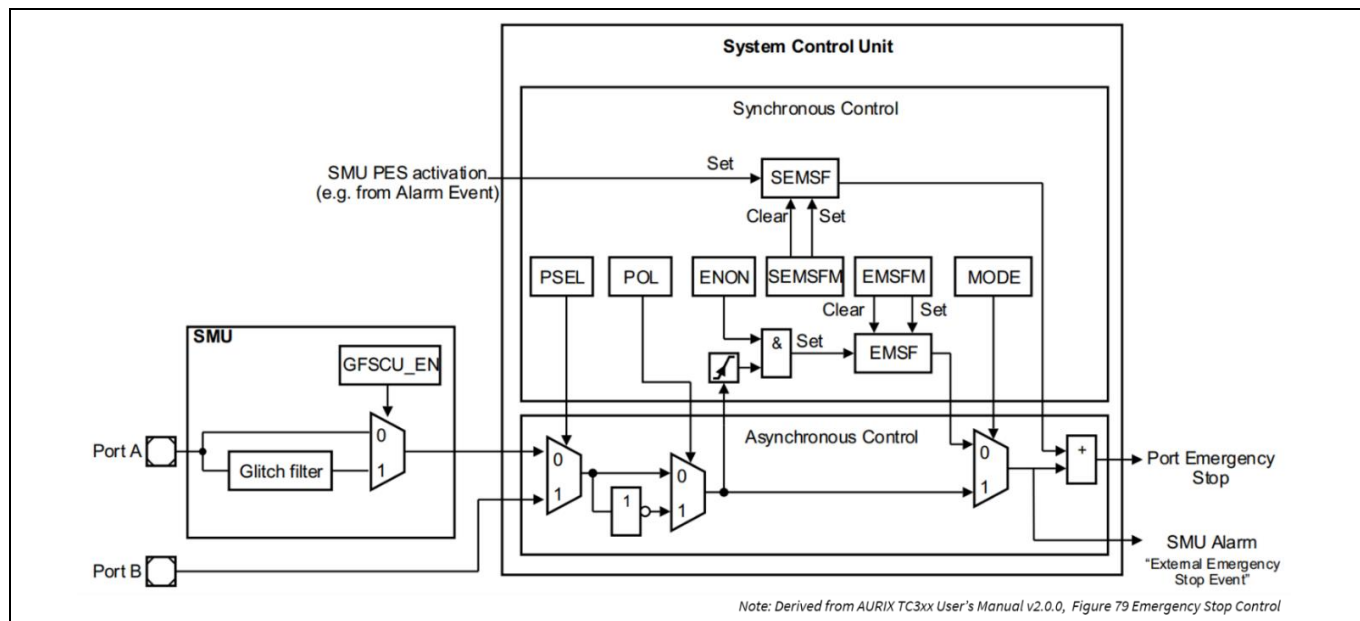 System Control Unit
Synchronous Control
SMU PES activation
(e.g. from Alarm Event)
Set
SEMSF
Clear
Set
PSEL
POL
ENON
SEMSFM
EMSFM
MODE
Clear
Set
SMU
&
Set
EMSF
GFSCU_EN
Asynchronous Control
Port A
0
Glitch filter
1
0
1
0
1
1
0
1
+
Port Emergency
Stop
Port B
SMU Alarm
“External Emergency
Stop Event”
Note: Derived from AURIX TC3xx User's Manual v2.0.0, Figure 79 Emergency Stop Control